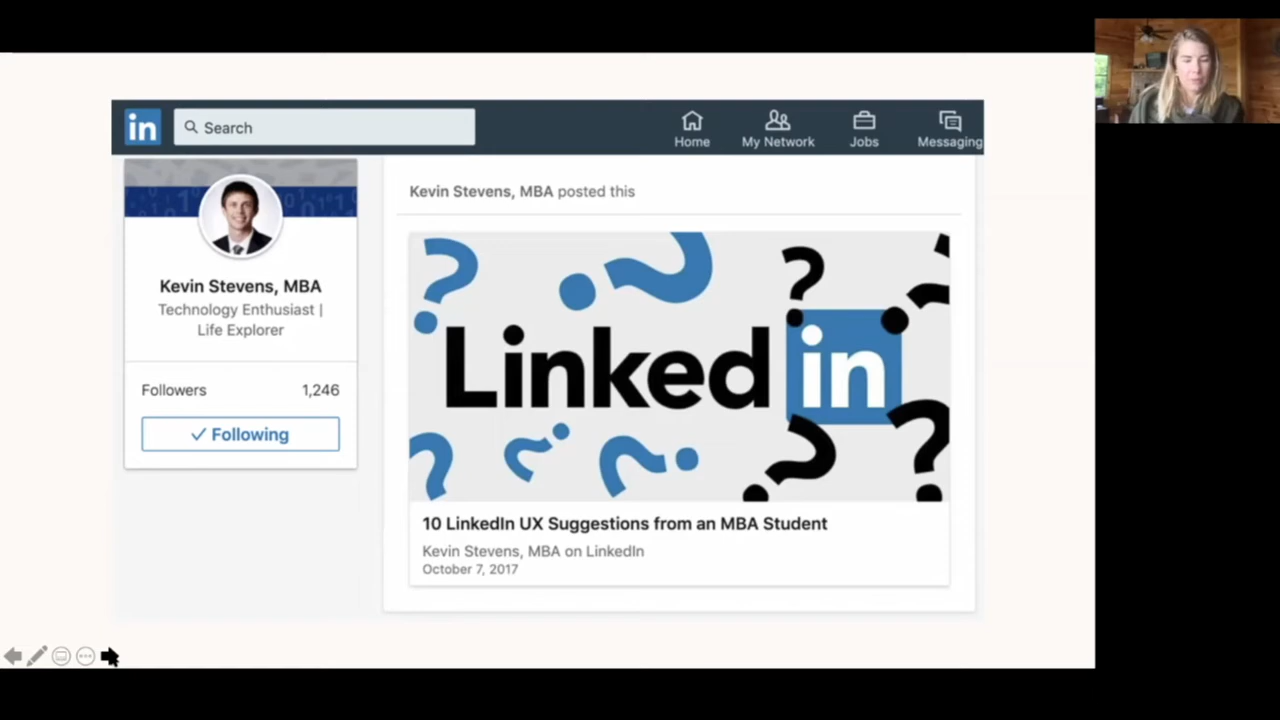 in
Search
Home
My Network
Jobs
Messaging
Kevin Stevens, MBA
Technology Enthusiast |
Life Explorer
Followers 1,246
✓ Following
Kevin Stevens, MBA posted this
? ? ? ?
Linked in
? ? ? ? ?
10 LinkedIn UX Suggestions from an MBA Student
Kevin Stevens, MBA on LinkedIn
October 7, 2017